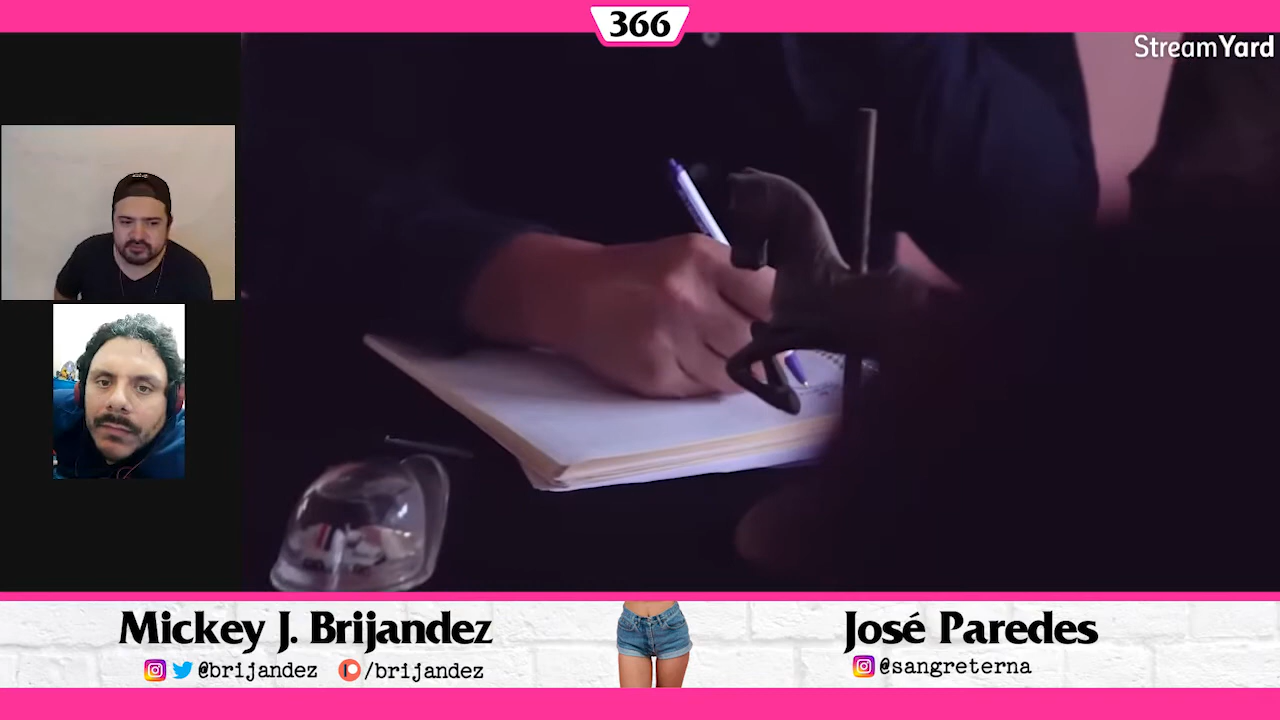 366
StreamYard
Mickey J. Brijandez
@brijandez /brijandez
José Paredes
@sangreterna